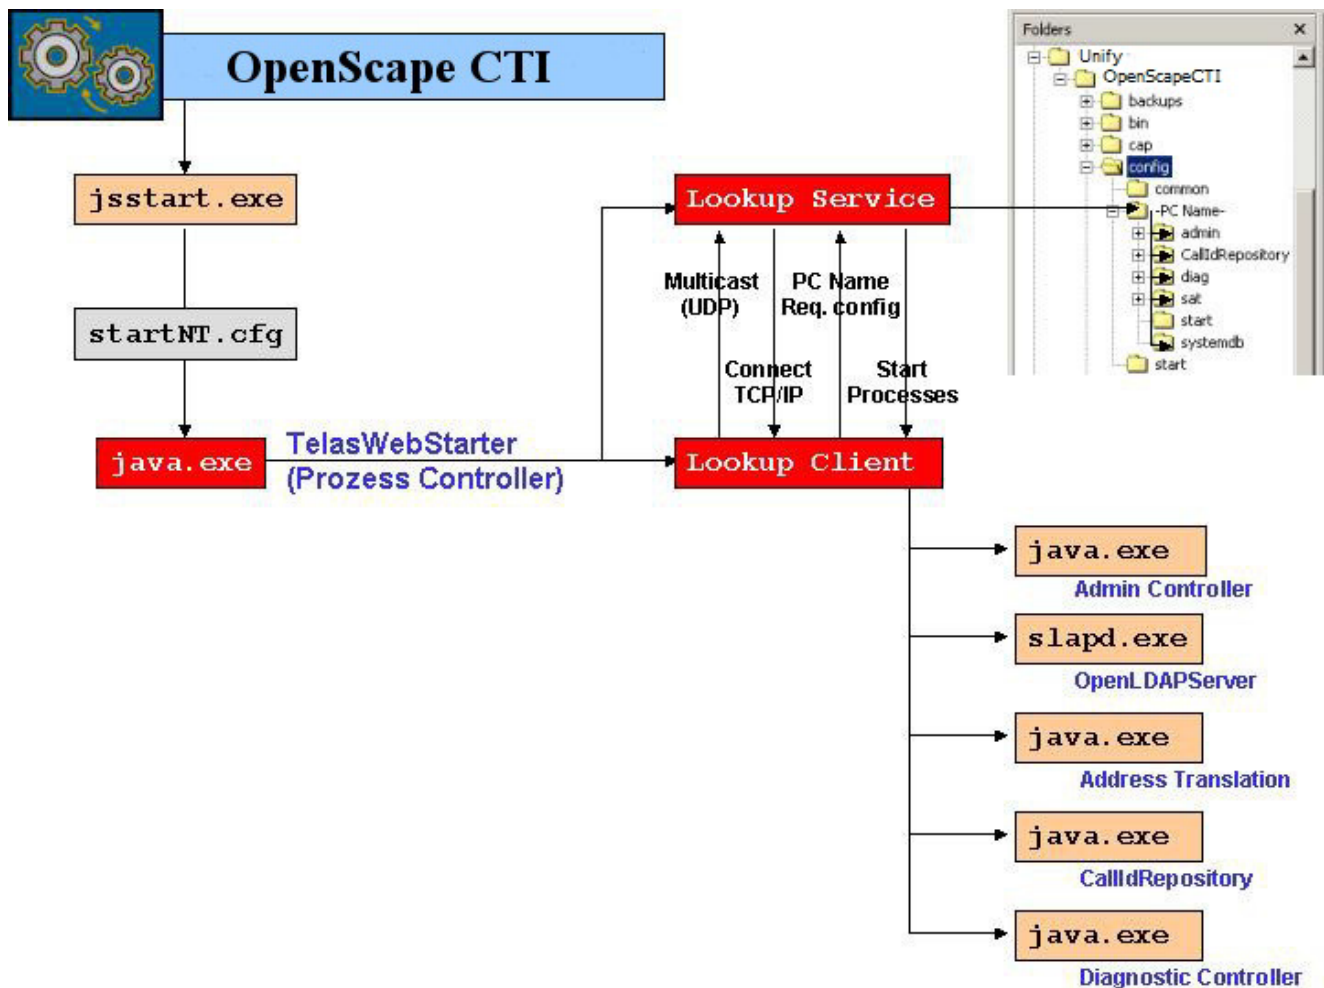 OpenScape CTI
jsstart.exe
startNT.cfg
java.exe
TelasWebStarter
(Prozess Controller)
Lookup Service
Multicast
(UDP)
PC Name
Req. config
Connect
TCP/IP
Start
Processes
Lookup Client
java.exe
Admin Controller
slapd.exe
OpenLDAPServer
java.exe
Address Translation
java.exe
CallIdRepository
java.exe
Diagnostic Controller
Folders
Unify
OpenScapeCTI
backups
bin
cap
config
common
-PC Name-
admin
CallIdRepository
diag
sat
start
systemdb
start